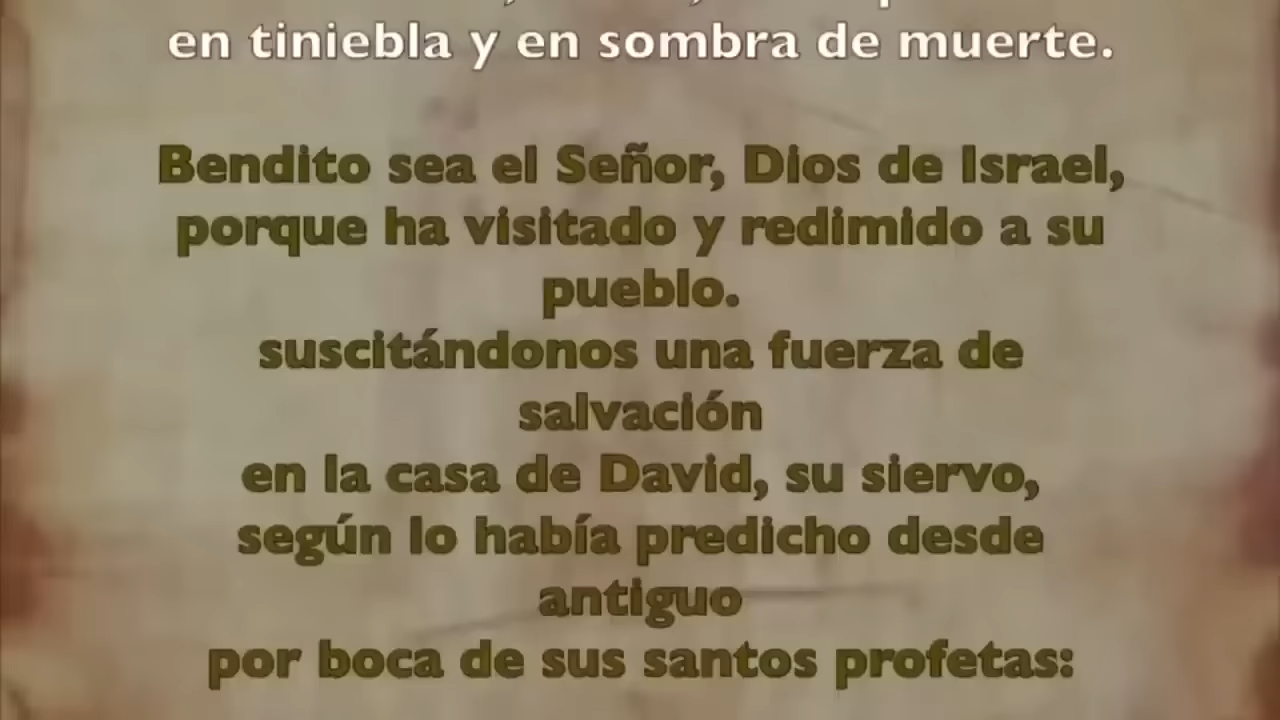 en tiniebla y en sombra de muerte.
Bendito sea el Señor, Dios de Israel,
porque ha visitado y redimido a su
pueblo.
suscitándonos una fuerza de
salvación
en la casa de David, su siervo,
según lo había predicho desde
antiguo
por boca de sus santos profetas: